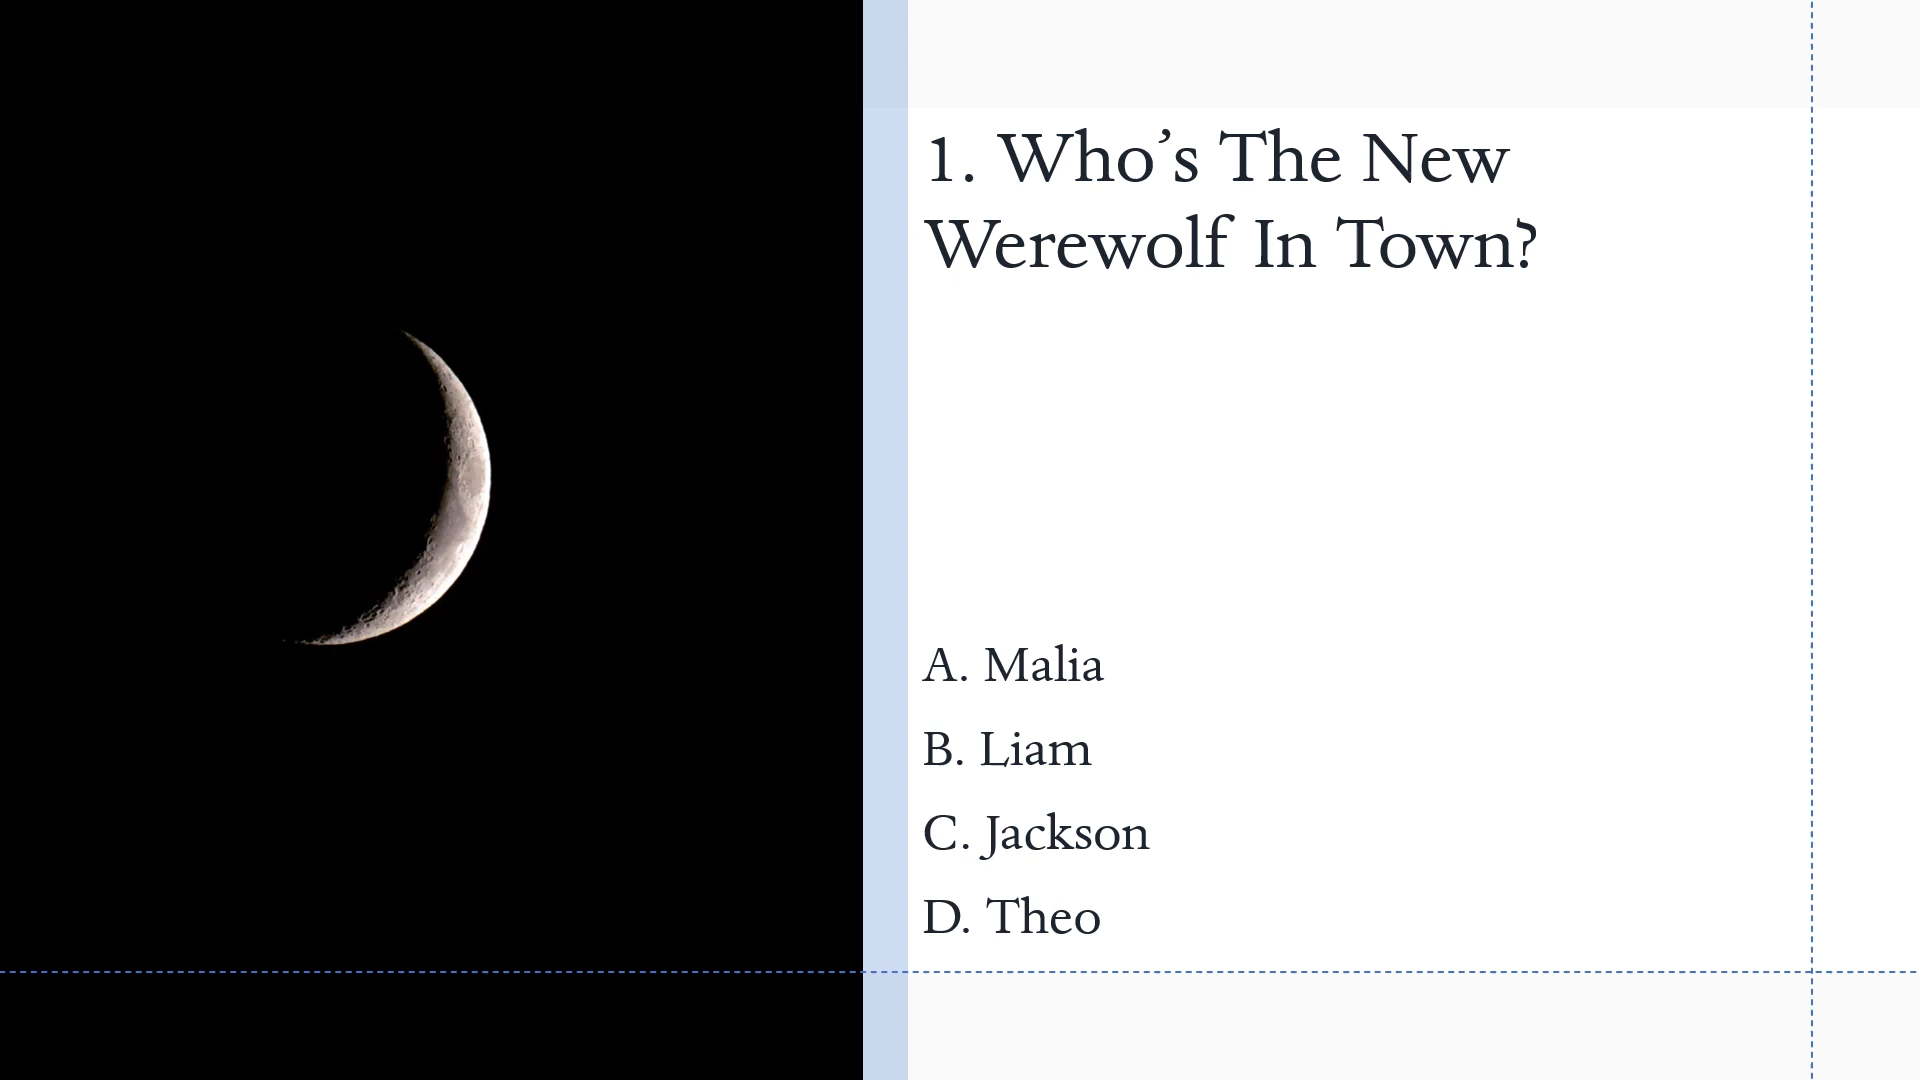 1. Who’s The New
Werewolf In Town?
A. Malia
B. Liam
C. Jackson
D. Theo